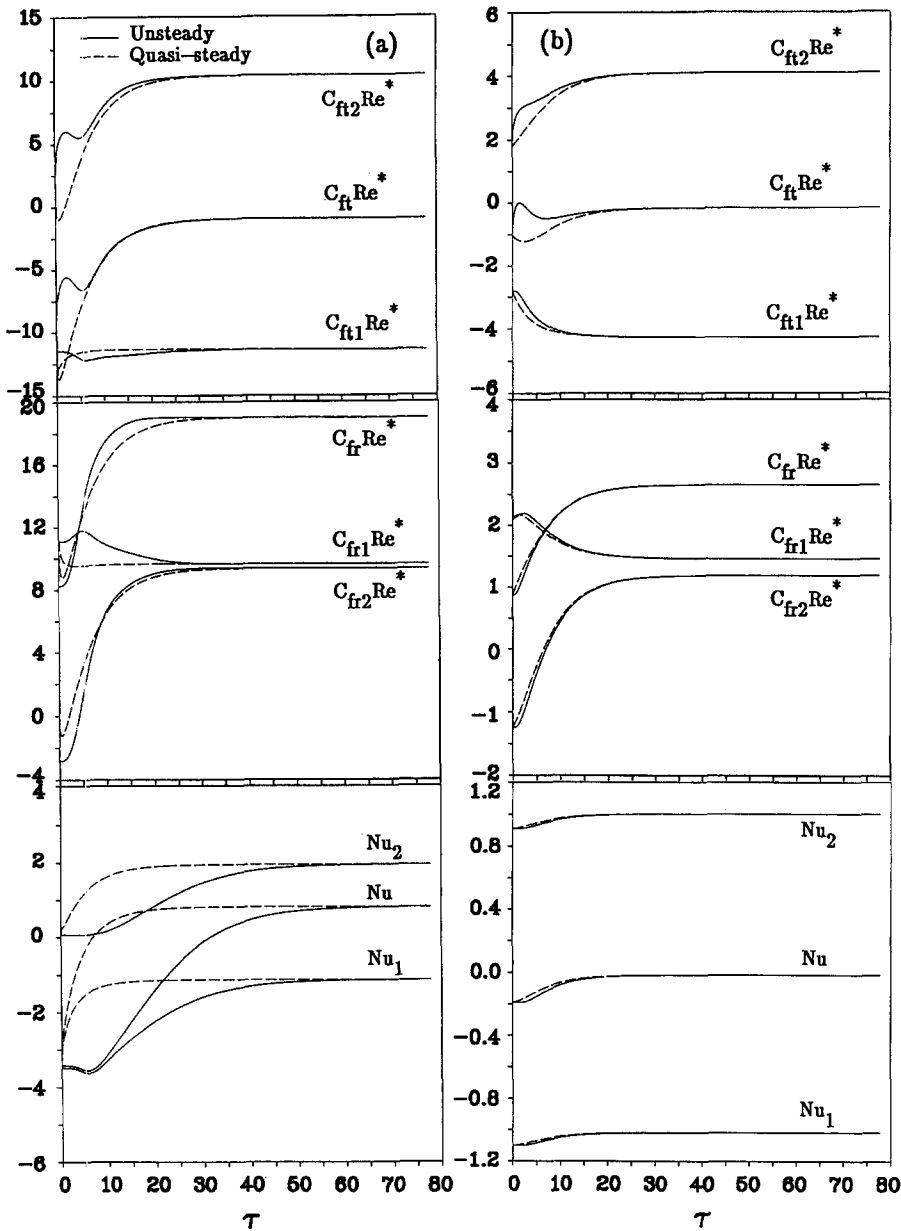 Unsteady
Quasi-steady
(a)
15
10
5
0
-5
-10
-15
C_ft2Re*
C_ftRe*
C_ft1Re*
20
16
12
8
4
0
-4
C_frRe*
C_fr1Re*
C_fr2Re*
4
2
0
-2
-4
-6
Nu_2
Nu
Nu_1
0 10 20 30 40 50 60 70 80
τ
(b)
6
4
2
0
-2
-4
-6
C_ft2Re*
C_ftRe*
C_ft1Re*
4
3
2
1
0
-1
-2
C_frRe*
C_fr1Re*
C_fr2Re*
1.2
0.8
0.4
0.0
-0.4
-0.8
-1.2
Nu_2
Nu
Nu_1
0 10 20 30 40 50 60 70 80
τ